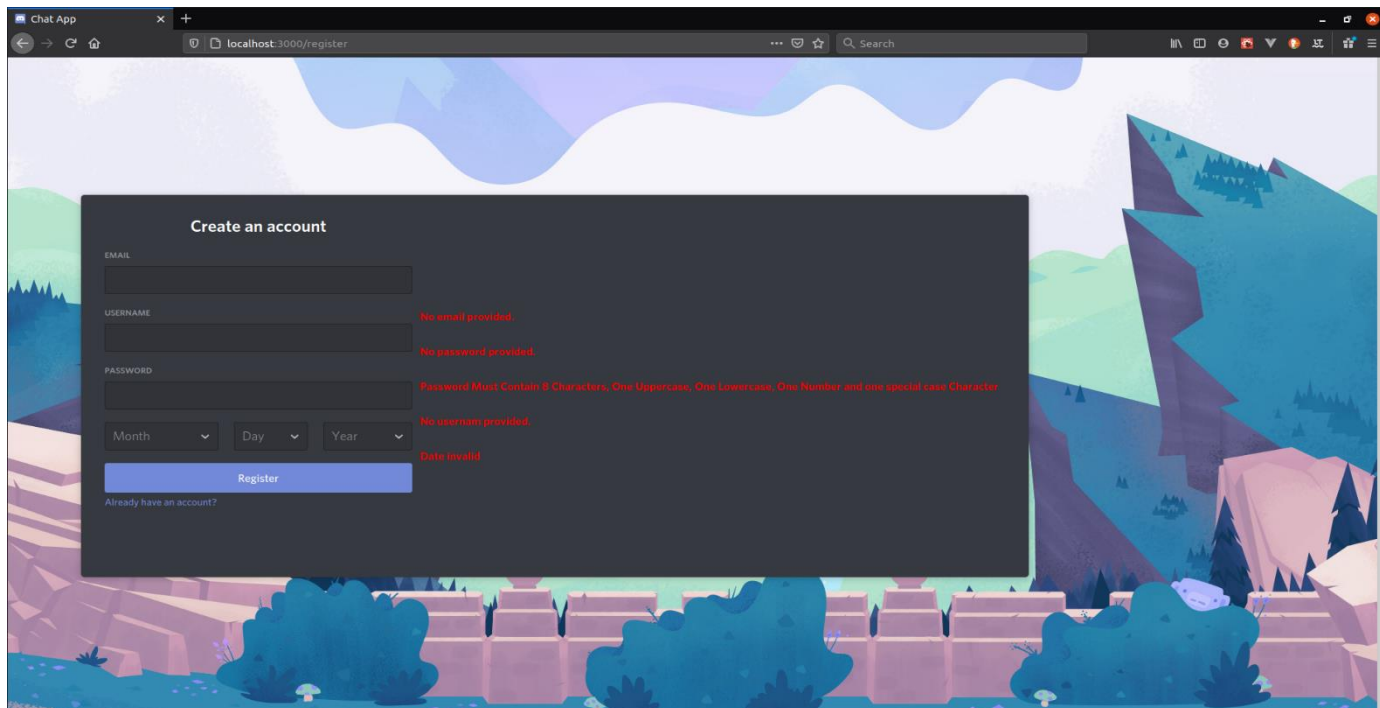 Chat App
localhost:3000/register
Search
Create an account
EMAIL
USERNAME
No email provided.
No password provided.
PASSWORD
Password Must Contain 8 Characters, One Uppercase, One Lowercase, One Number and one special case Character
No usernam provided.
Month Day Year
Date invalid
Register
Already have an account?